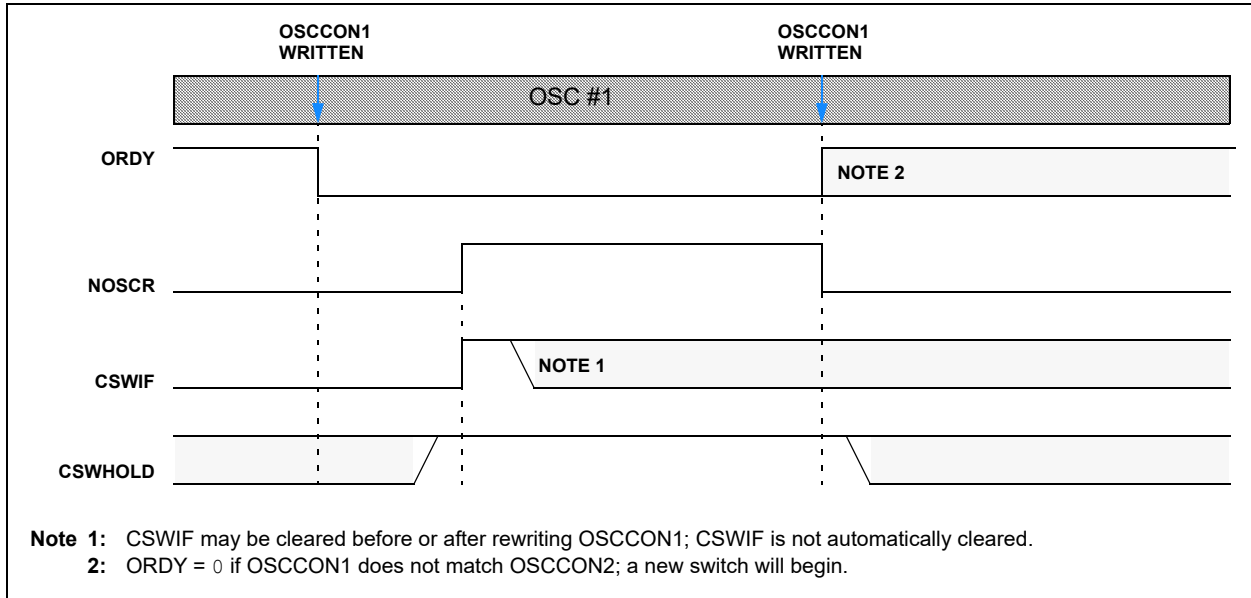 OSCCON1
WRITTEN
OSCCON1
WRITTEN
OSC #1
ORDY
NOTE 2
NOSCR
CSWIF
NOTE 1
CSWHOLD
Note 1: CSWIF may be cleared before or after rewriting OSCCON1; CSWIF is not automatically cleared.
2: ORDY = 0 if OSCCON1 does not match OSCCON2; a new switch will begin.